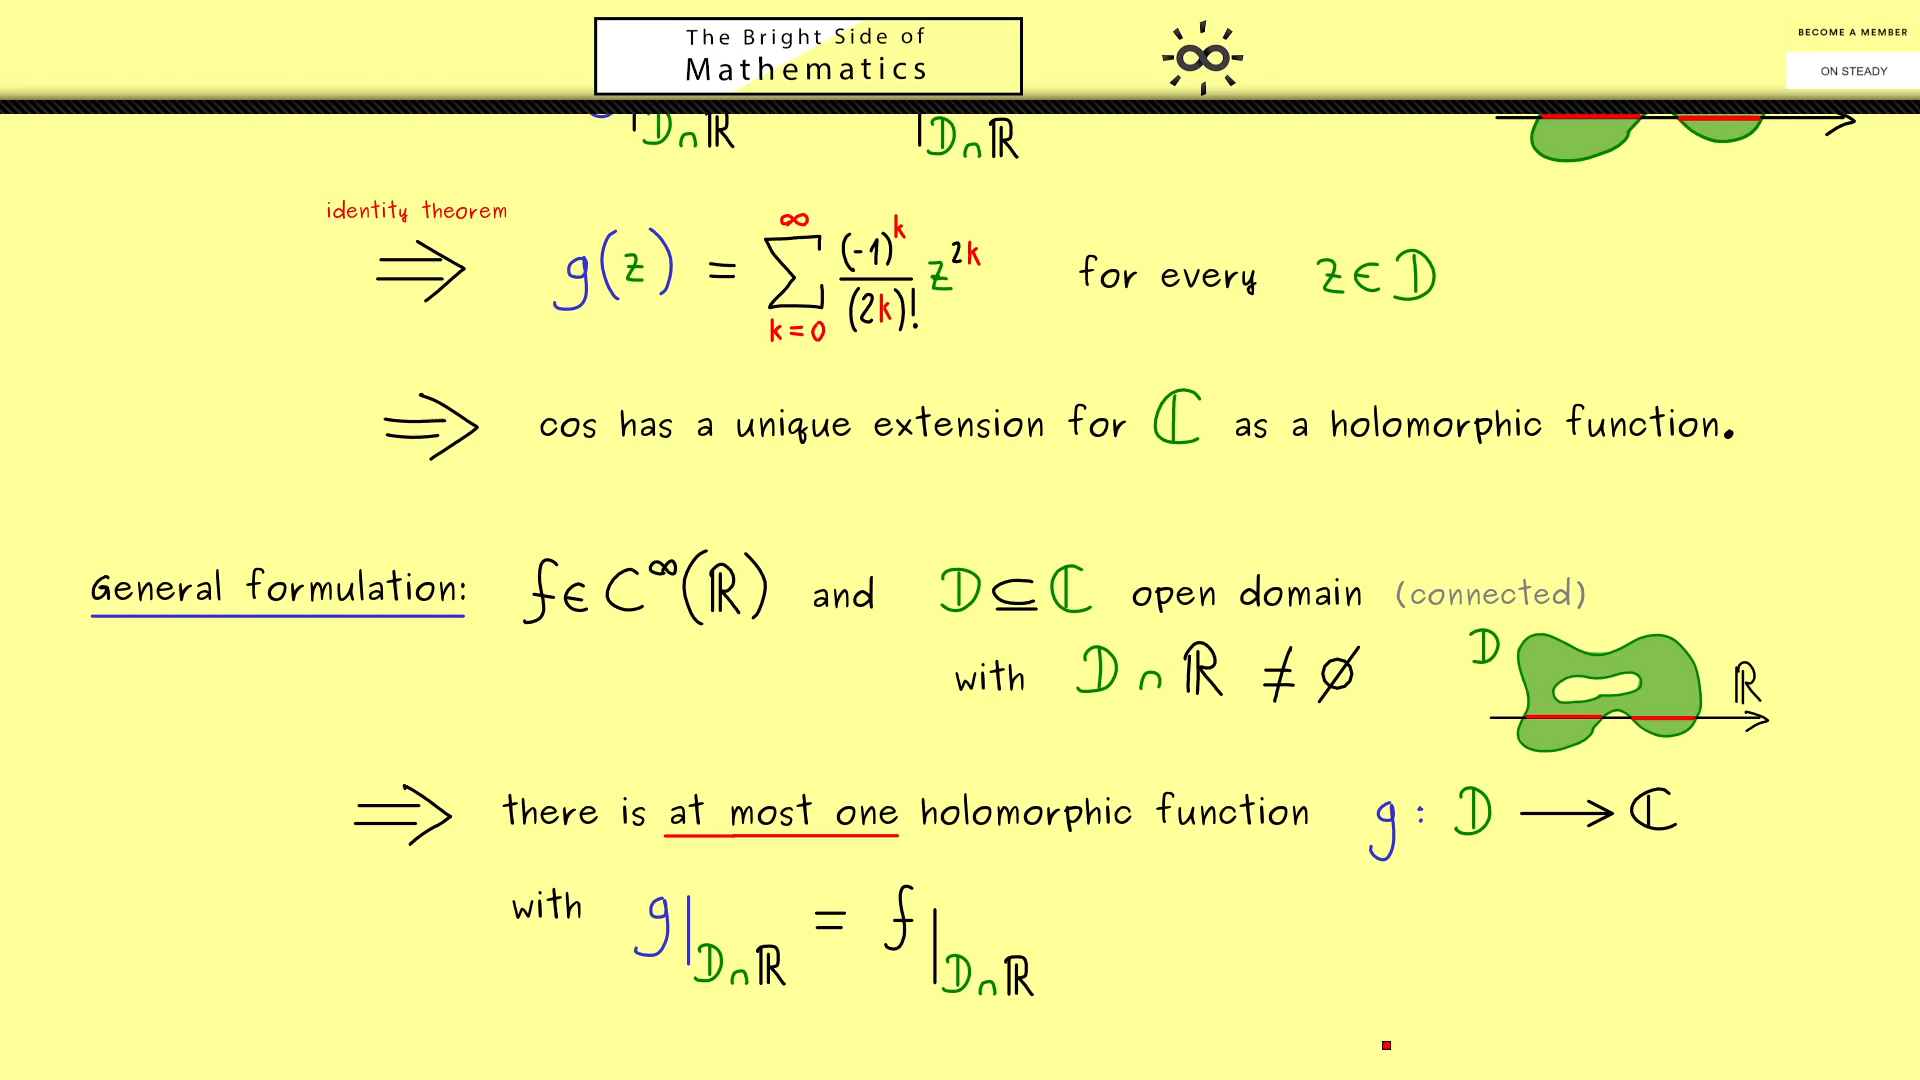 The Bright Side of
Mathematics
BECOME A MEMBER
ON STEADY
D∩ℝ D∩ℝ
identity theorem
⟹ g(z) = ∑_{k=0}^{∞} (-1)^k/(2k)! z^{2k} for every z∈D
⟹ cos has a unique extension for ℂ as a holomorphic function.
General formulation: f∈C^∞(ℝ) and D⊆ℂ open domain (connected)
with D∩ℝ ≠ ∅
D ℝ
⟹ there is at most one holomorphic function g: D ⟶ ℂ
with g|_{D∩ℝ} = f|_{D∩ℝ}